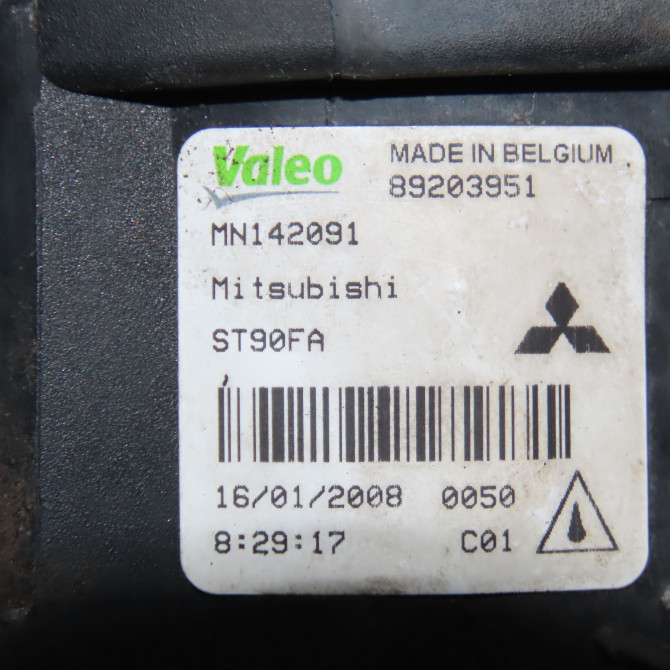 Valeo MADE IN BELGIUM
89203951
MN142091
Mitsubishi
ST90FA
16/01/2008 0050
8:29:17 C01